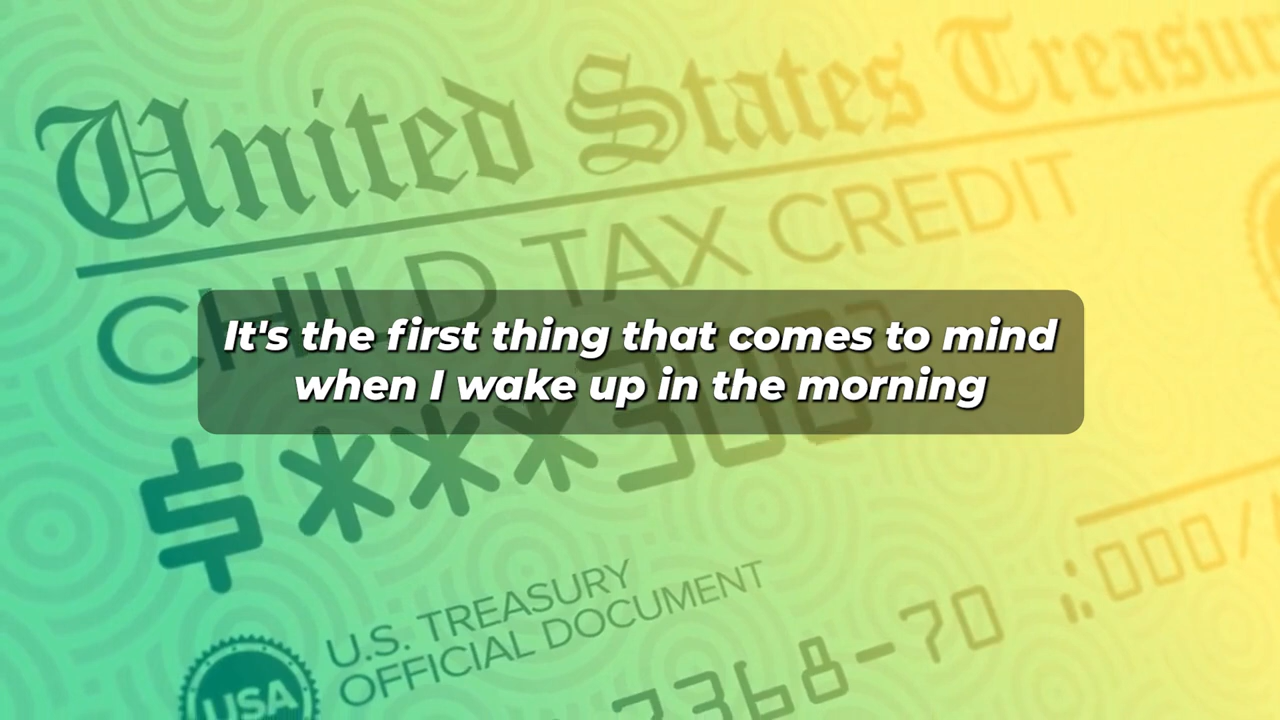 United States Treasury
CHILD TAX CREDIT
It's the first thing that comes to mind
when I wake up in the morning
$***300
U.S. TREASURY
OFFICIAL DOCUMENT
USA
2368-70 ⑆000/